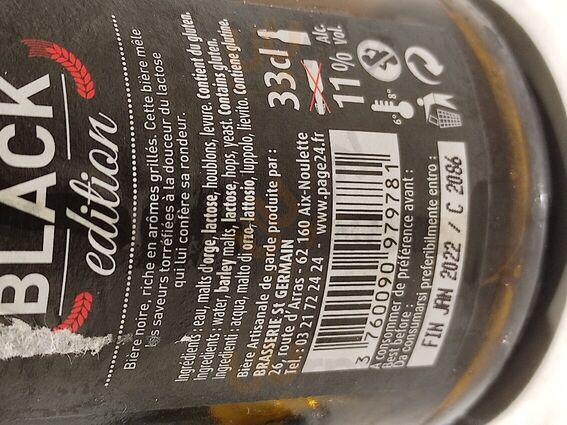 BLACK
edition
Bière noire, riche en arômes grillés. Cette bière mêle
les saveurs torréfiées à la douceur du lactose
qui lui confère sa rondeur.
Ingrédients : eau, malts d'orge, lactose, houblons, levure. Contient du gluten.
Ingredients : water, barley malts, lactose, hops, yeast. Contains gluten.
Ingredienti : acqua, malto di orzo, lattosio, luppolo, lievito. Contiene glutine.
Bière Artisanale de garde produite par :
BRASSERIE St GERMAIN
26, route d'Arras - 62 160 Aix-Noulette
Tél. : 03 21 72 24 24 - www.page24.fr
33cl
11% Alc.
Vol.
6° 8°
3 760090 979781
A consommer de préférence avant :
Best before :
Da consumarsi preferibilmente entro :
FIN JAN 2022 / C 2086